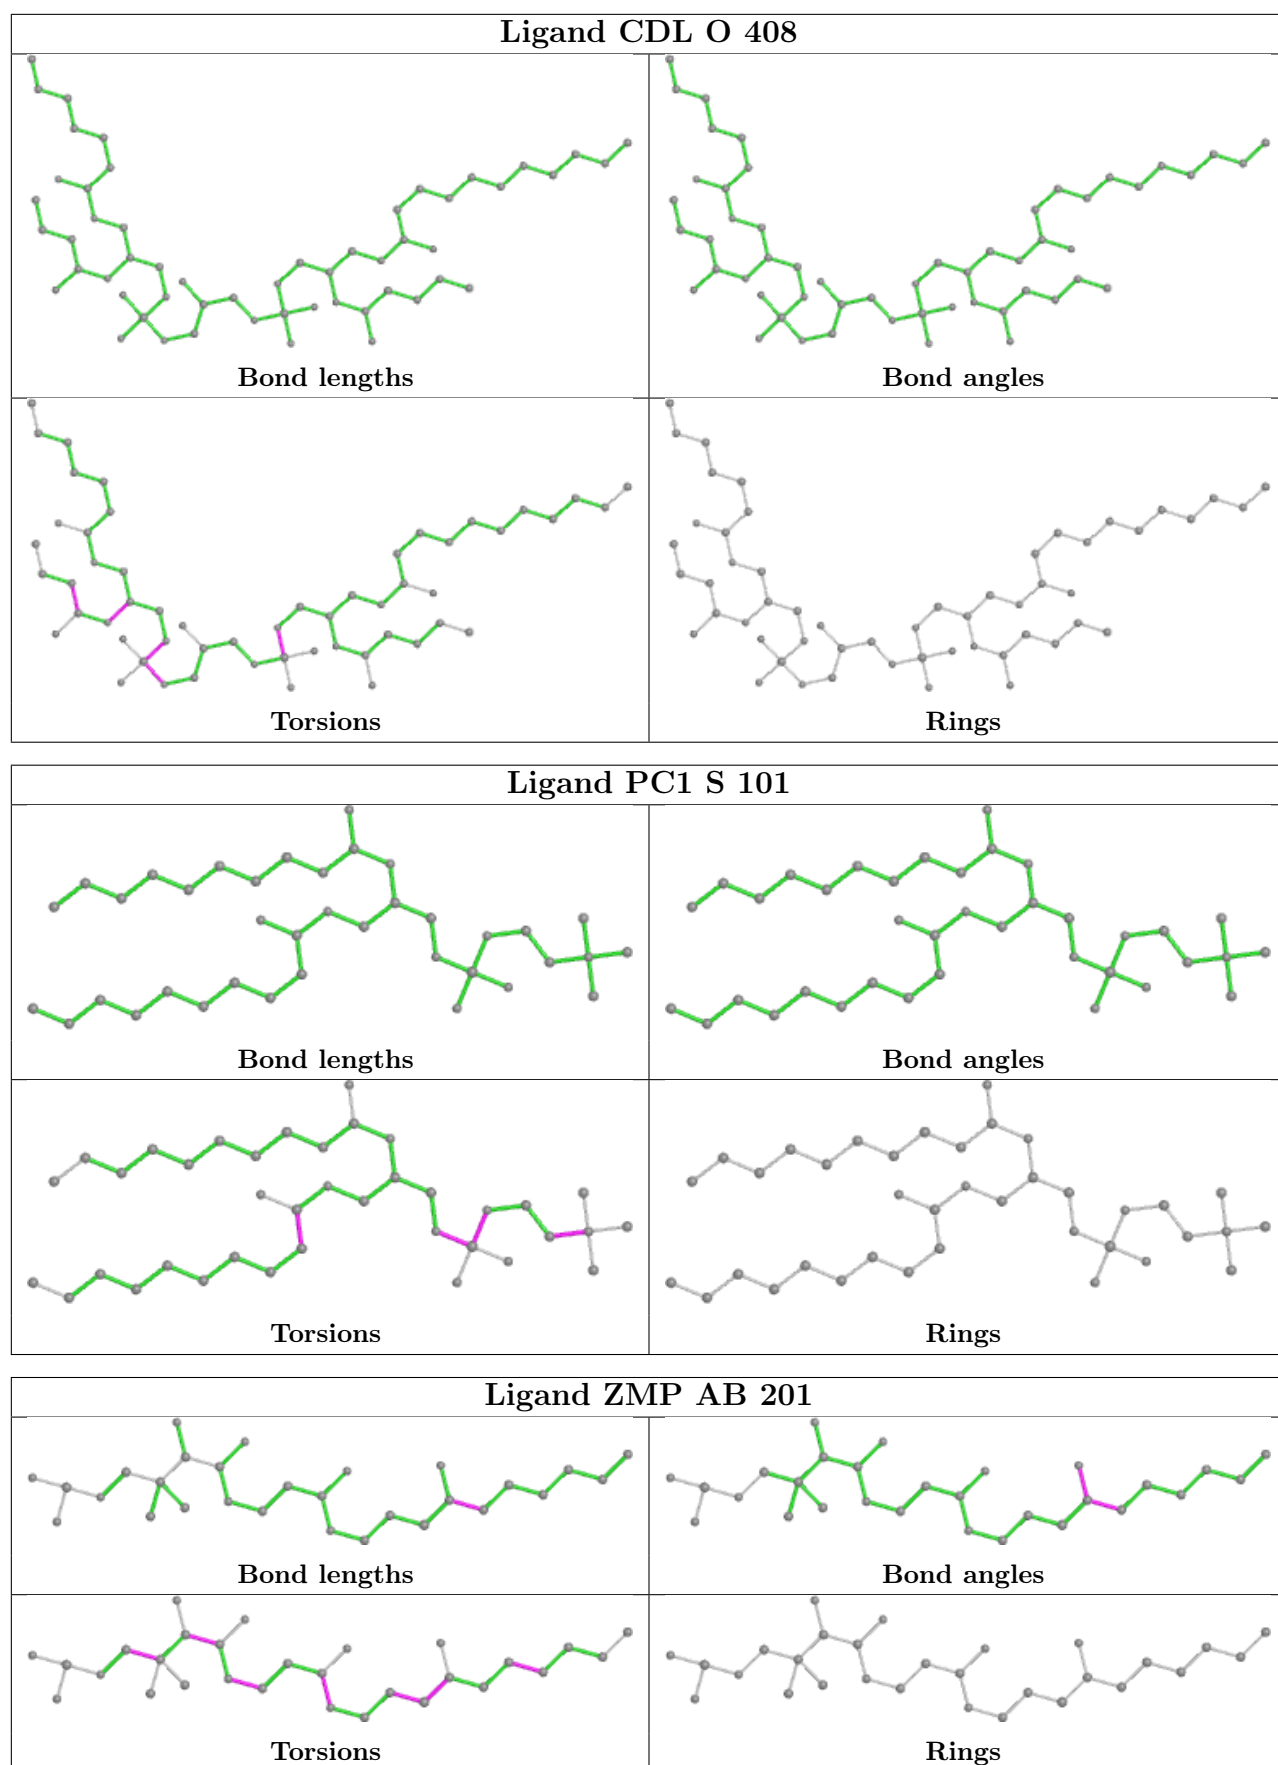 Ligand CDL O 408
Bond lengths
Bond angles
Torsions
Rings
Ligand PC1 S 101
Bond lengths
Bond angles
Torsions
Rings
Ligand ZMP AB 201
Bond lengths
Bond angles
Torsions
Rings